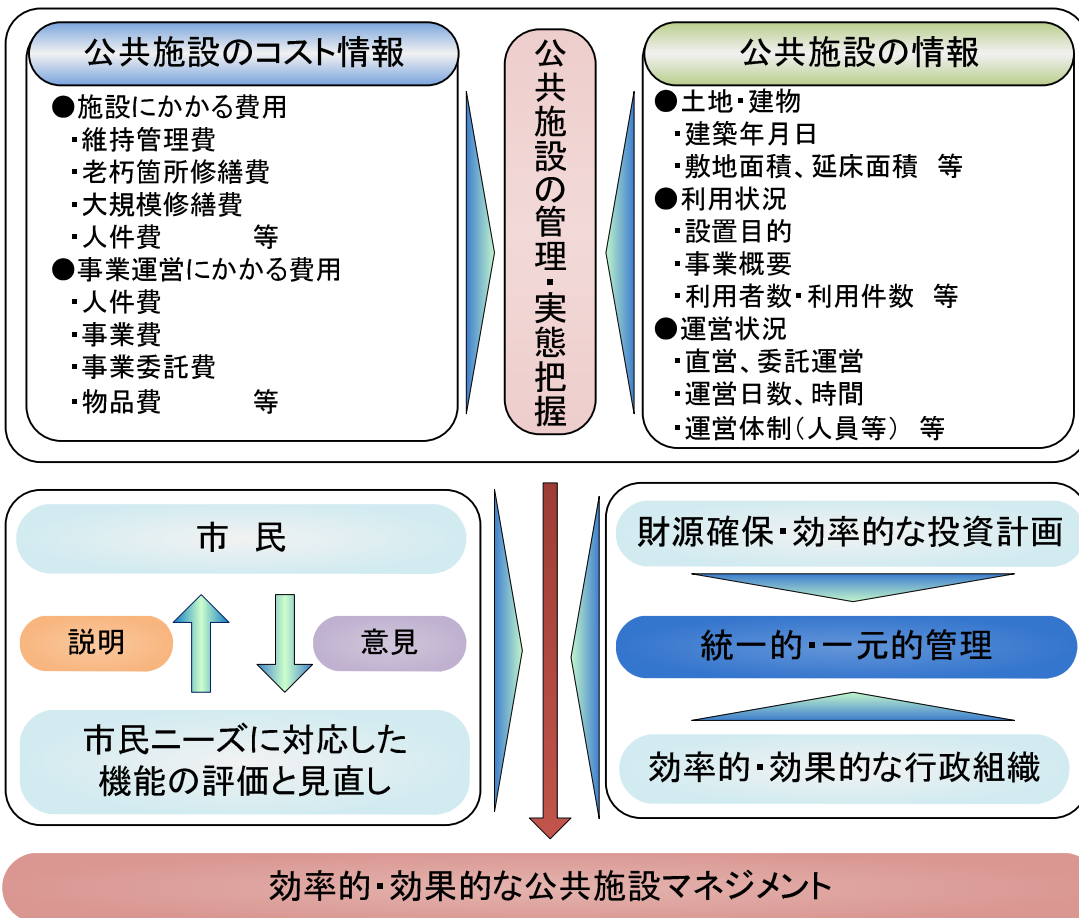 公共施設のコスト情報
●施設にかかる費用
・維持管理費
・老朽箇所修繕費
・大規模修繕費
・人件費 等
●事業運営にかかる費用
・人件費
・事業費
・事業委託費
・物品費 等
公共施設の管理・実態把握
公共施設の情報
●土地・建物
・建築年月日
・敷地面積、延床面積 等
●利用状況
・設置目的
・事業概要
・利用者数・利用件数 等
●運営状況
・直営、委託運営
・運営日数、時間
・運営体制(人員等) 等
市 民
説明
意見
市民ニーズに対応した
機能の評価と見直し
財源確保・効率的な投資計画
統一的・一元的管理
効率的・効果的な行政組織
効率的・効果的な公共施設マネジメント